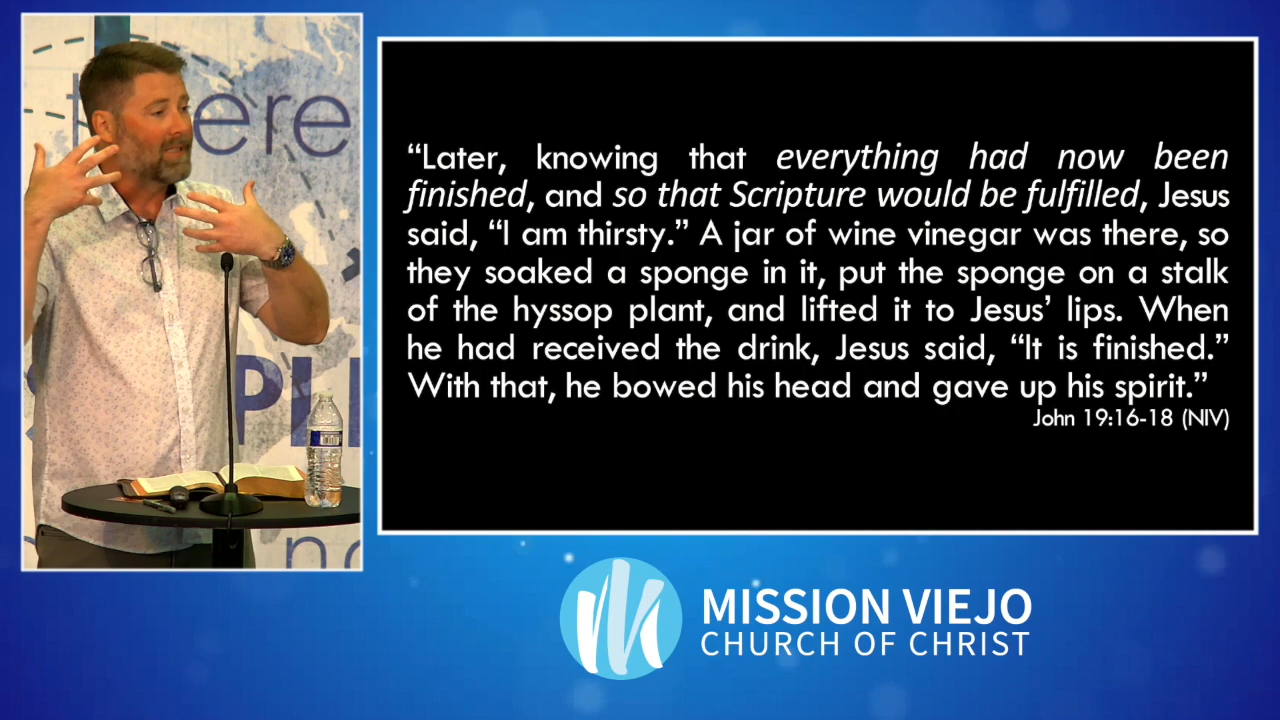 ere
PLI
“Later, knowing that everything had now been
finished, and so that Scripture would be fulfilled, Jesus
said, “I am thirsty.” A jar of wine vinegar was there, so
they soaked a sponge in it, put the sponge on a stalk
of the hyssop plant, and lifted it to Jesus’ lips. When
he had received the drink, Jesus said, “It is finished.”
With that, he bowed his head and gave up his spirit.”
John 19:16-18 (NIV)
MISSION VIEJO
CHURCH OF CHRIST